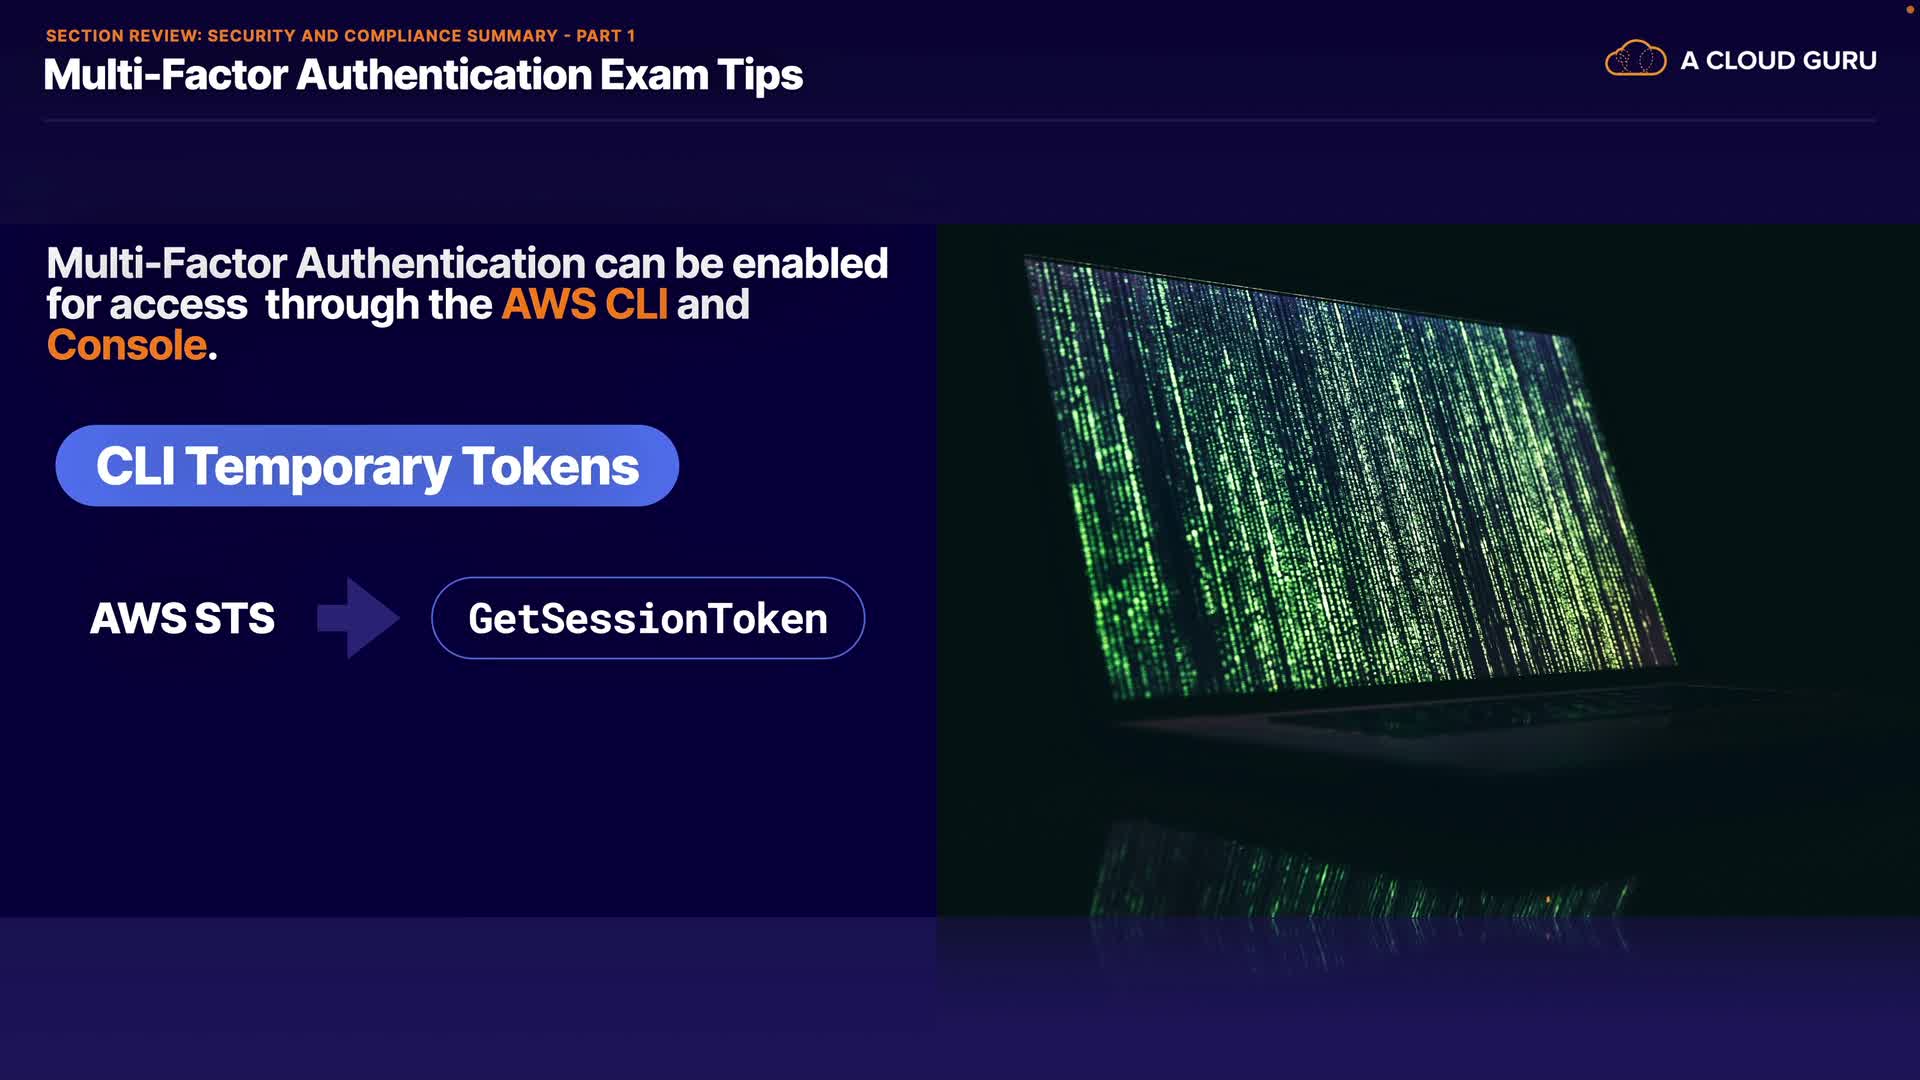 SECTION REVIEW: SECURITY AND COMPLIANCE SUMMARY - PART 1
Multi-Factor Authentication Exam Tips
A CLOUD GURU
Multi-Factor Authentication can be enabled
for access through the AWS CLI and
Console.
CLI Temporary Tokens
AWS STS
GetSessionToken